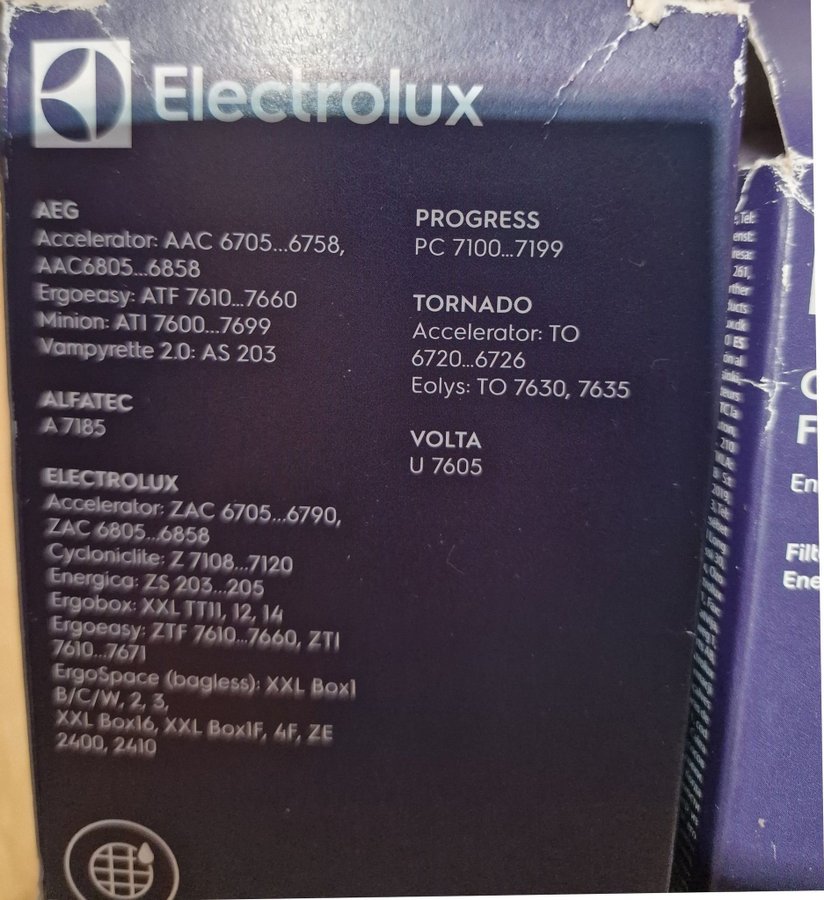 Electrolux
AEG
Accelerator: AAC 6705...6758,
AAC6805...6858
Ergoeasy: ATF 7610...7660
Minion: ATI 7600...7699
Vampyrette 2.0: AS 203
ALFATEC
A 7185
ELECTROLUX
Accelerator: ZAC 6705...6790,
ZAC 6805...6858
Cycloniclite: Z 7108...7120
Energica: ZS 203...205
Ergobox: XXL TT11, 12, 14
Ergoeasy: ZTF 7610...7660, ZTI
7610...7671
ErgoSpace (bagless): XXL Box1
B/C/W, 2, 3,
XXL Box16, XXL Box1F, 4F, ZE
2400, 2410
PROGRESS
PC 7100...7199
TORNADO
Accelerator: TO
6720...6726
Eolys: TO 7630, 7635
VOLTA
U 7605